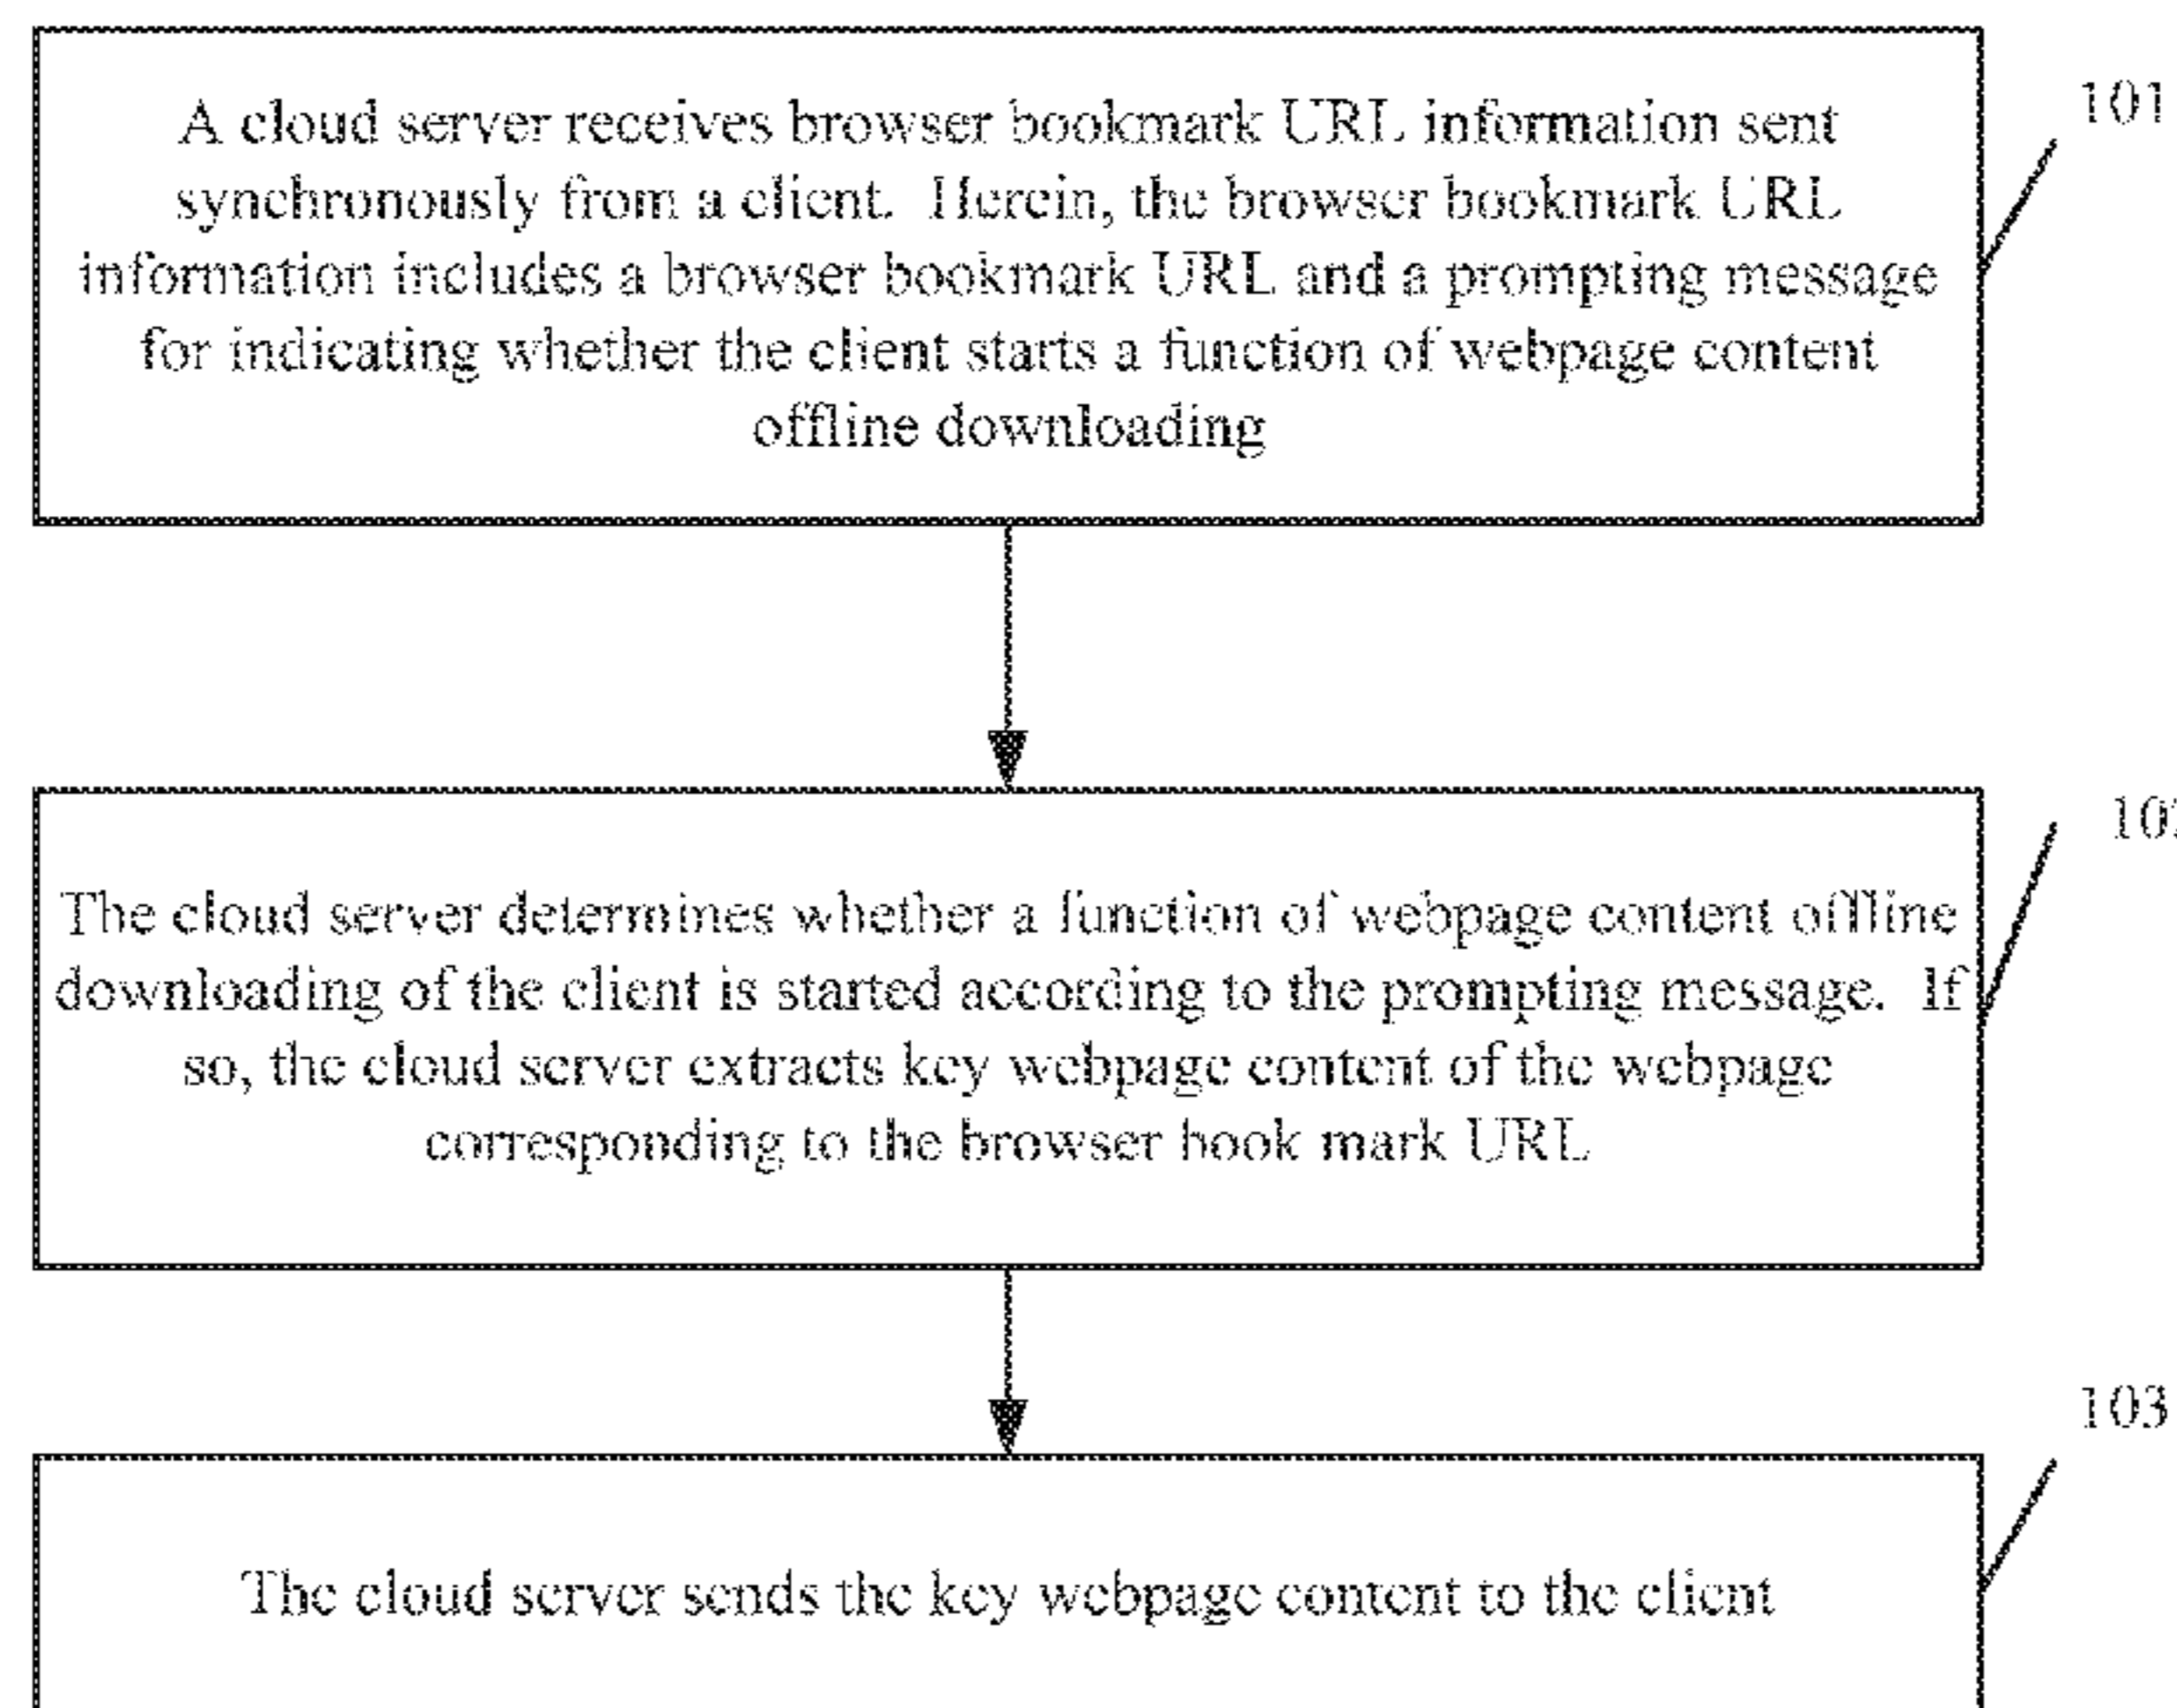 A cloud server receives browser bookmark URL information sent
101
synchronously from a client. Herein, the browser bookmark URL
information includes a browser bookmark URL and a prompting message
for indicating whether the client starts a function of webpage content
offline downloading
The cloud server determines whether a function of webpage content offline
downloading of the client is started according to the prompting message. If
so, the cloud server extracts key webpage content of the webpage
corresponding to the browser book mark URL
103
The cloud server sends the key webpage content to the client